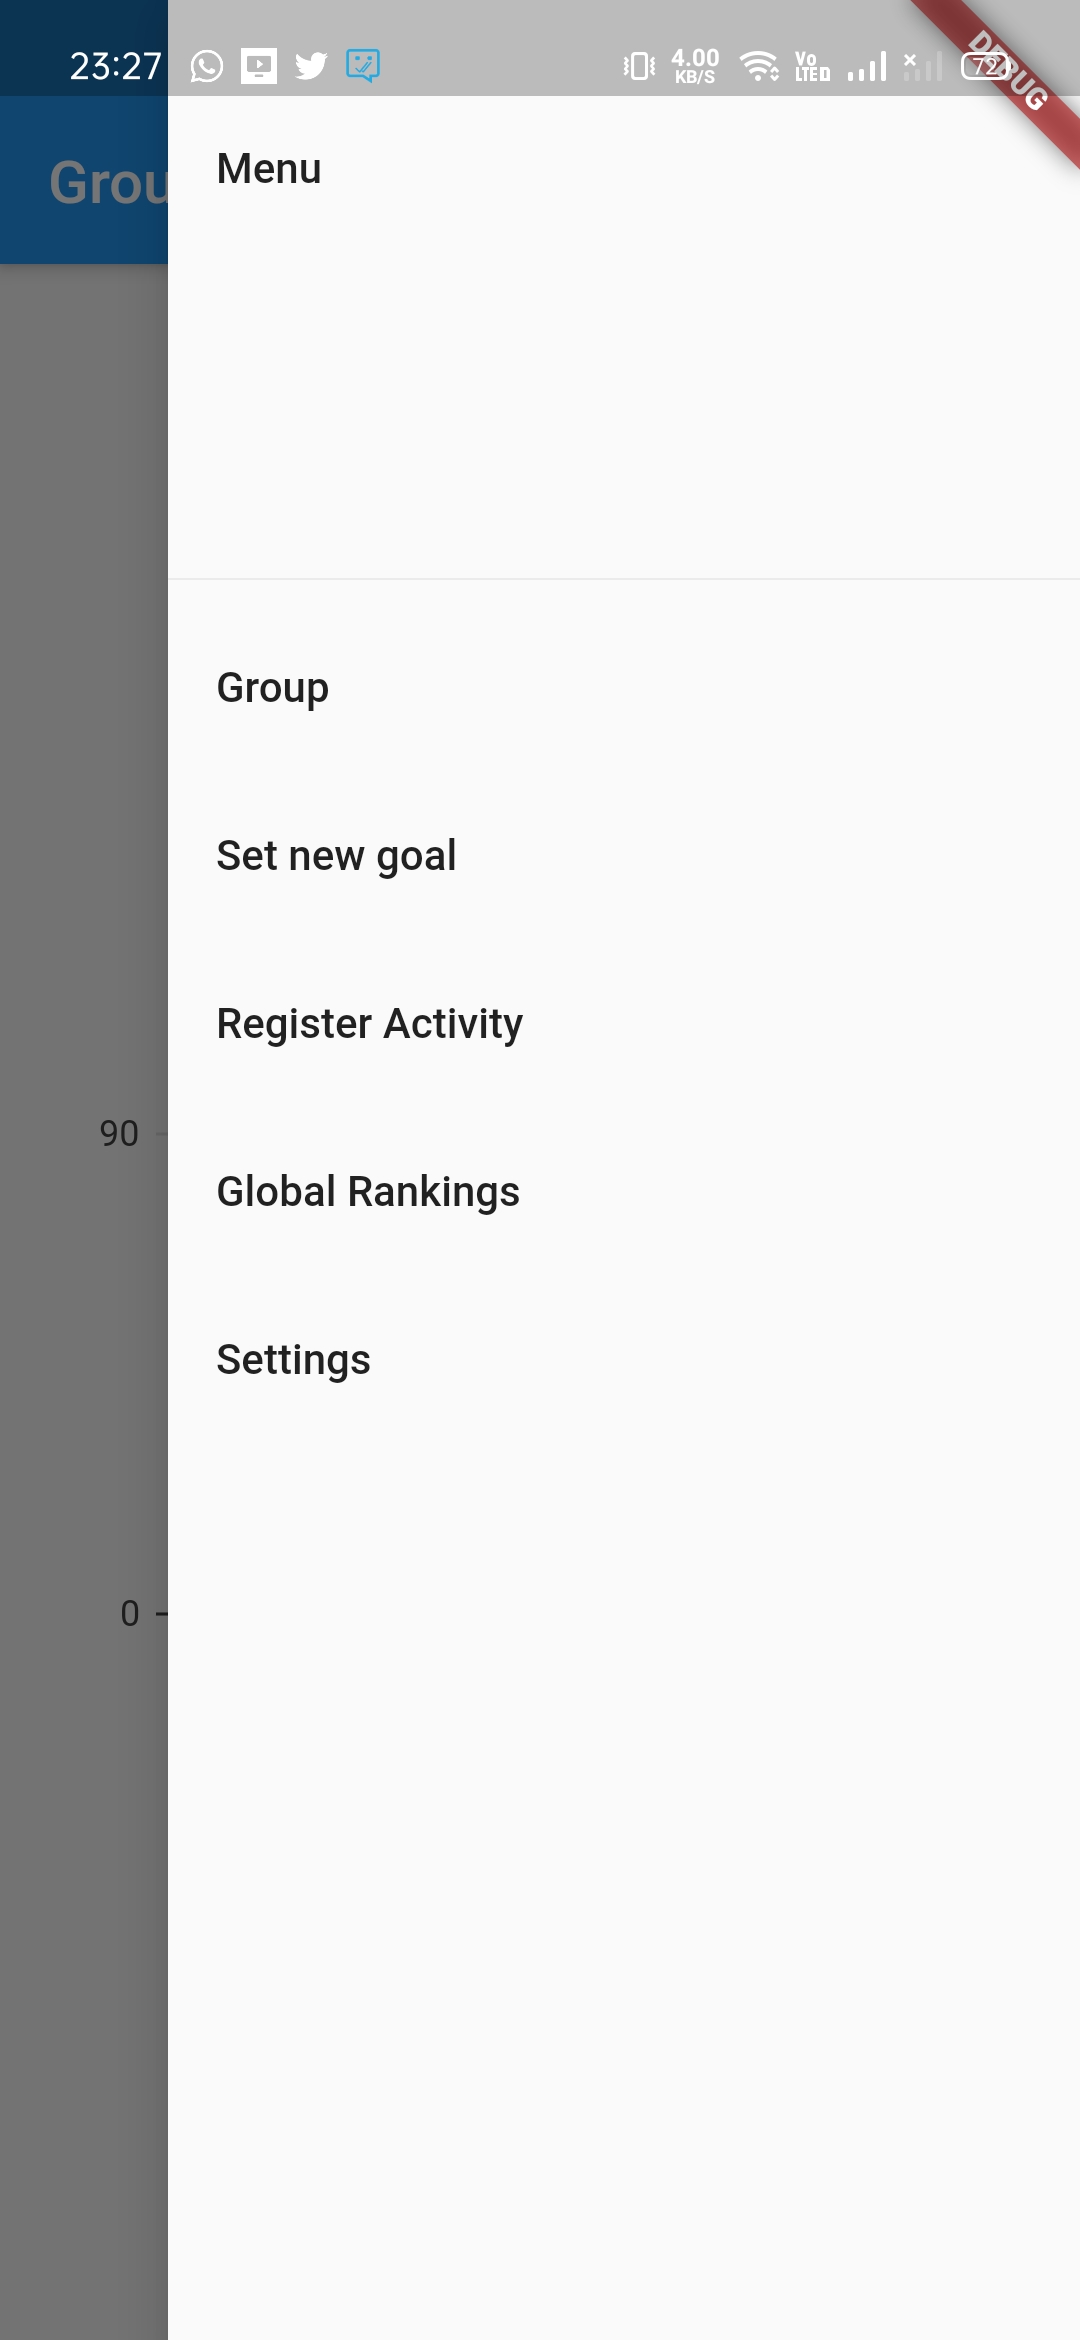 23:27
4.00
KB/S
Vo
LTE D
72
DEBUG
Grou
Menu
Group
Set new goal
Register Activity
90
Global Rankings
Settings
0